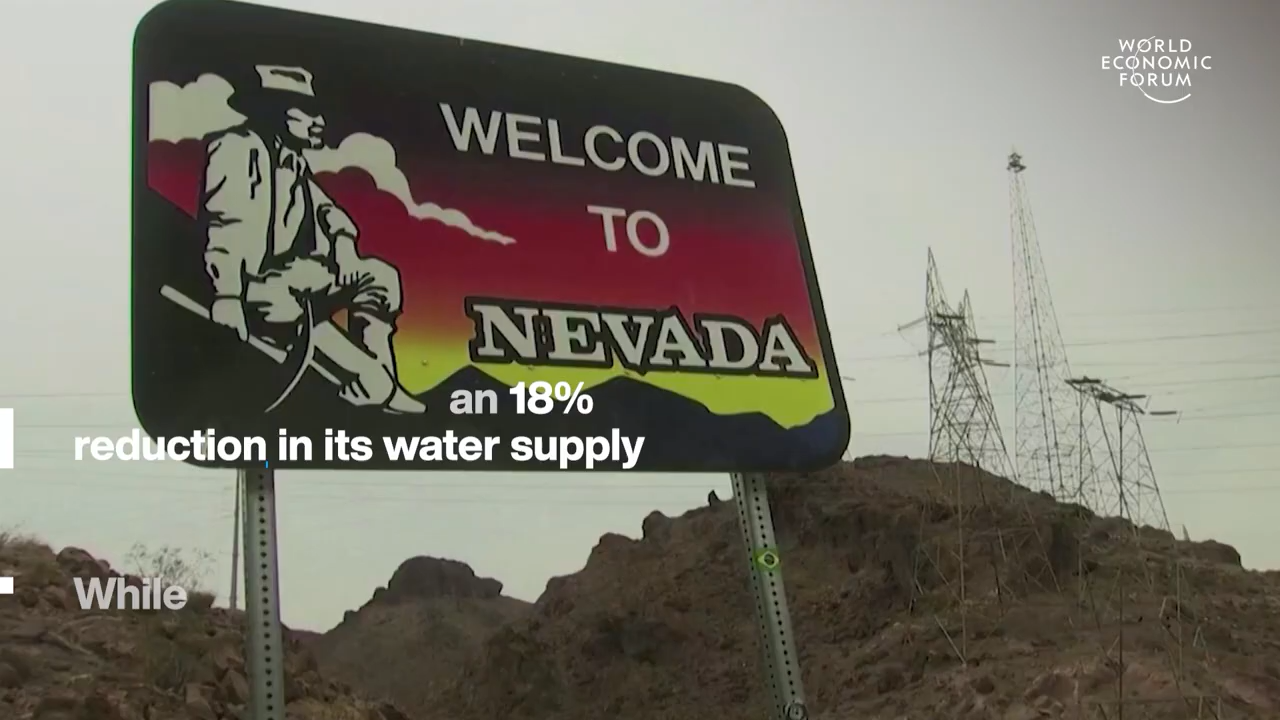 WORLD
ECONOMIC
FORUM
WELCOME
TO
NEVADA
an 18%
reduction in its water supply
While